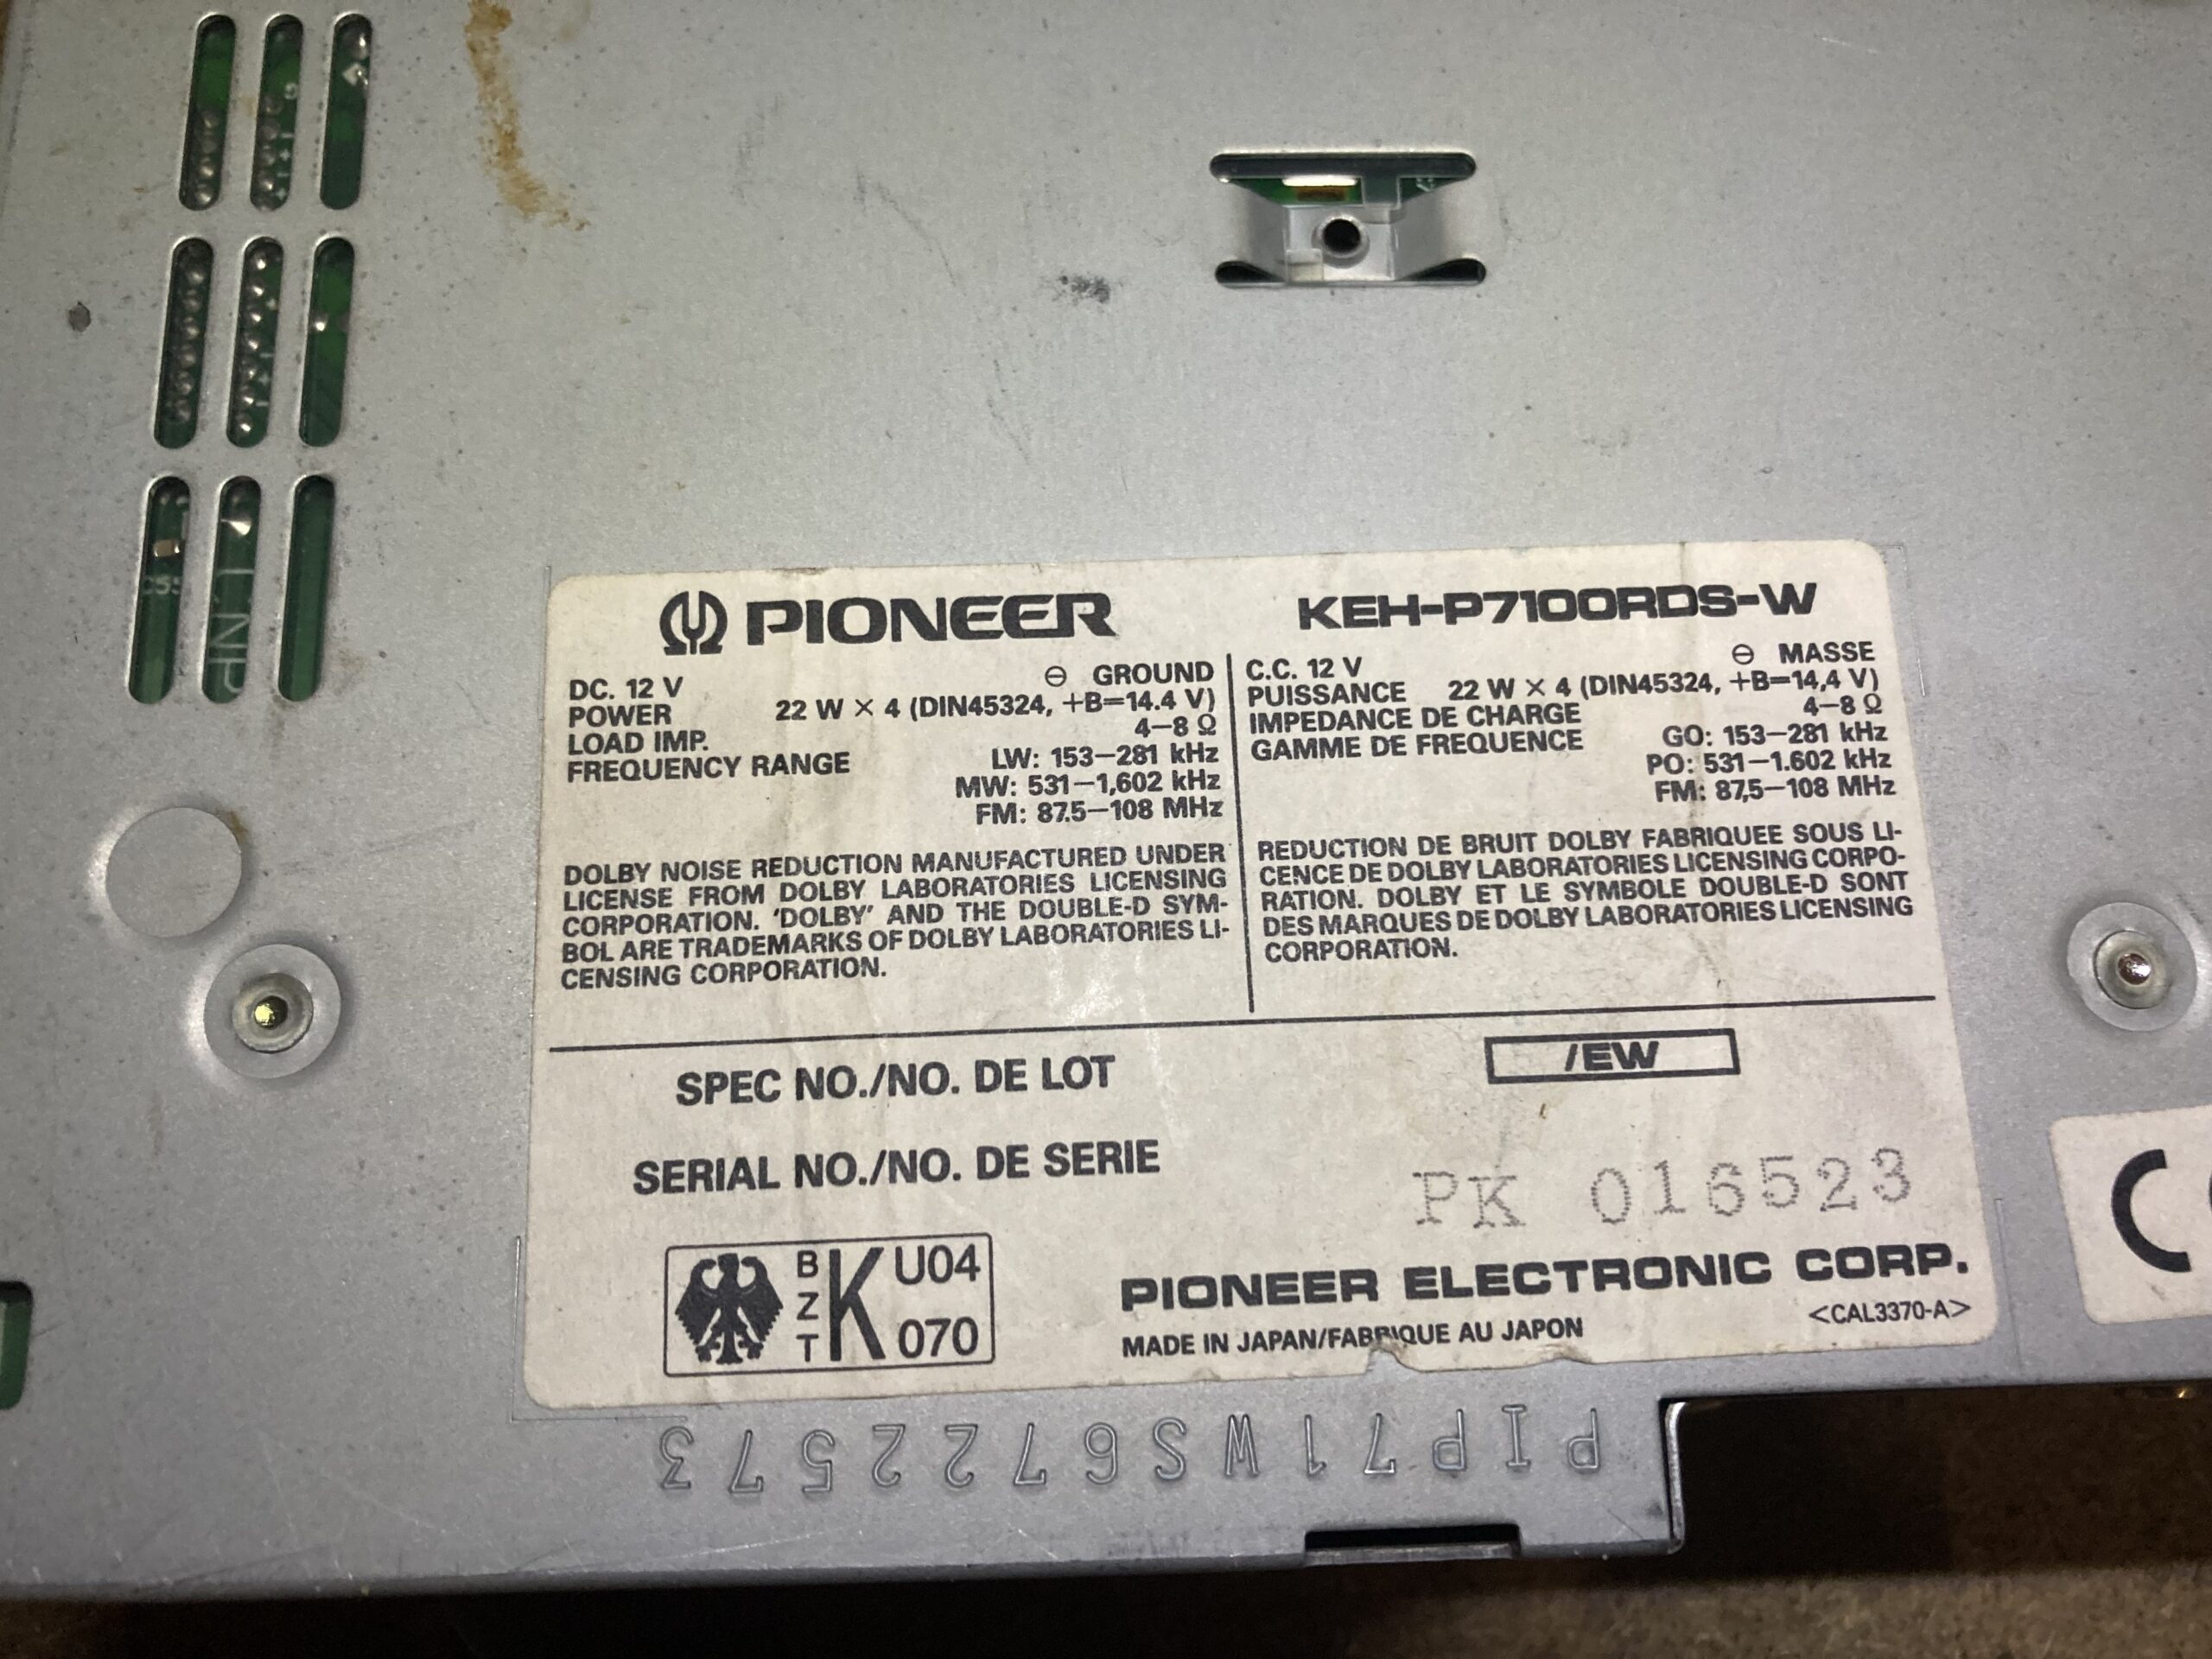 PIONEER
KEH-P7100RDS-W
DC. 12 V ⊖ GROUND
POWER 22 W × 4 (DIN45324, +B=14.4 V)
LOAD IMP. 4–8 Ω
FREQUENCY RANGE LW: 153–281 kHz
MW: 531–1,602 kHz
FM: 87.5–108 MHz
DOLBY NOISE REDUCTION MANUFACTURED UNDER
LICENSE FROM DOLBY LABORATORIES LICENSING
CORPORATION. 'DOLBY' AND THE DOUBLE-D SYM-
BOL ARE TRADEMARKS OF DOLBY LABORATORIES LI-
CENSING CORPORATION.
C.C. 12 V ⊖ MASSE
PUISSANCE 22 W × 4 (DIN45324, +B=14,4 V)
IMPEDANCE DE CHARGE 4–8 Ω
GAMME DE FREQUENCE GO: 153–281 kHz
PO: 531–1.602 kHz
FM: 87,5–108 MHz
REDUCTION DE BRUIT DOLBY FABRIQUEE SOUS LI-
CENCE DE DOLBY LABORATORIES LICENSING CORPO-
RATION. DOLBY ET LE SYMBOLE DOUBLE-D SONT
DES MARQUES DE DOLBY LABORATORIES LICENSING
CORPORATION.
SPEC NO./NO. DE LOT /EW
SERIAL NO./NO. DE SERIE PK 016523
BZT K U04
070
PIONEER ELECTRONIC CORP.
MADE IN JAPAN/FABRIQUE AU JAPON <CAL3370-A>
PIP71WS6722573